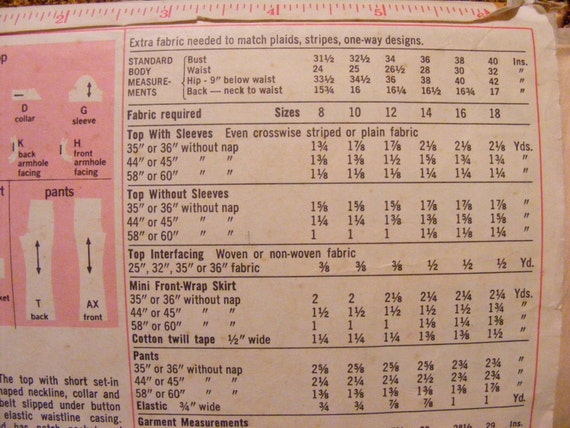 2 3 4 5
Extra fabric needed to match plaids, stripes, one-way designs.
STANDARD BODY MEASURE-MENTS
Bust 31½ 32½ 34 36 38 40 Ins.
Waist 24 25 26½ 28 30 32 "
Hip - 9" below waist 33½ 34½ 36 38 40 42 "
Back — neck to waist 15¾ 16 16¼ 16½ 16¾ 17 "
Fabric required Sizes 8 10 12 14 16 18
Top With Sleeves Even crosswise striped or plain fabric
35" or 36" without nap 1¾ 1⅞ 1⅞ 2⅛ 2⅛ 2⅛ Yds.
44" or 45" " " 1⅜ 1⅜ 1½ 1⅝ 1¾ 1¾ "
58" or 60" " " 1⅛ 1⅛ 1⅛ 1¼ 1¼ 1¼ "
Top Without Sleeves
35" or 36" without nap 1⅝ 1⅝ 1⅝ 1⅞ 1⅞ 1⅞ "
44" or 45" " " 1¼ 1¼ 1⅜ 1⅜ 1⅝ 1⅝ "
58" or 60" " " 1 1 1 1⅛ 1⅛ 1¼ "
Top Interfacing Woven or non-woven fabric
25", 32", 35" or 36" fabric ⅜ ⅜ ⅜ ½ ½ ½ Yd.
Mini Front-Wrap Skirt
35" or 36" without nap 2 2 2⅛ 2¼ 2¼ 2¼ Yds.
44" or 45" " " 1½ 1½ 1½ 1½ 1½ 1¾ "
58" or 60" " " 1 1 1 1⅛ 1¼ 1⅜ "
Cotton twill tape ½" wide 1¼ 1¼ 1¼ 1⅜ 1⅜ 1½ "
Pants
35" or 36" without nap 2⅝ 2⅝ 2⅝ 2⅝ 2¾ 2¾ "
44" or 45" " " 2¼ 2¼ 2¼ 2¼ 2¼ 2¾ "
58" or 60" " " 1⅜ 1⅜ 1⅜ 1⅜ 1⅜ 1⅞ "
Elastic ¾" wide ¾ ¾ ⅞ ⅞ 1 1 Yd.
Garment Measurements
D
collar
G
sleeve
K
back
armhole
facing
H
front
armhole
facing
pants
T
back
AX
front
The top with short set-in
neckline, collar and
belt slipped under button
elastic waistline casing.